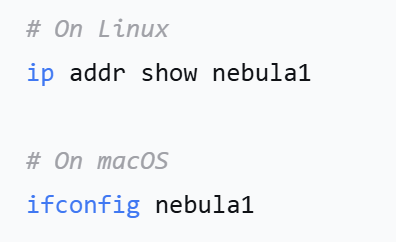 # On Linux
ip addr show nebula1
# On macOS
ifconfig nebula1